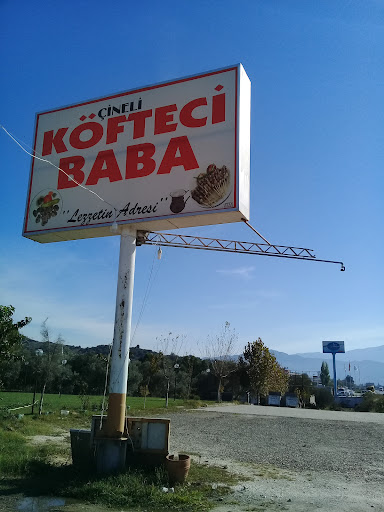 ÇİNELİ
KÖFTECİ
BABA
"Lezzetin Adresi"